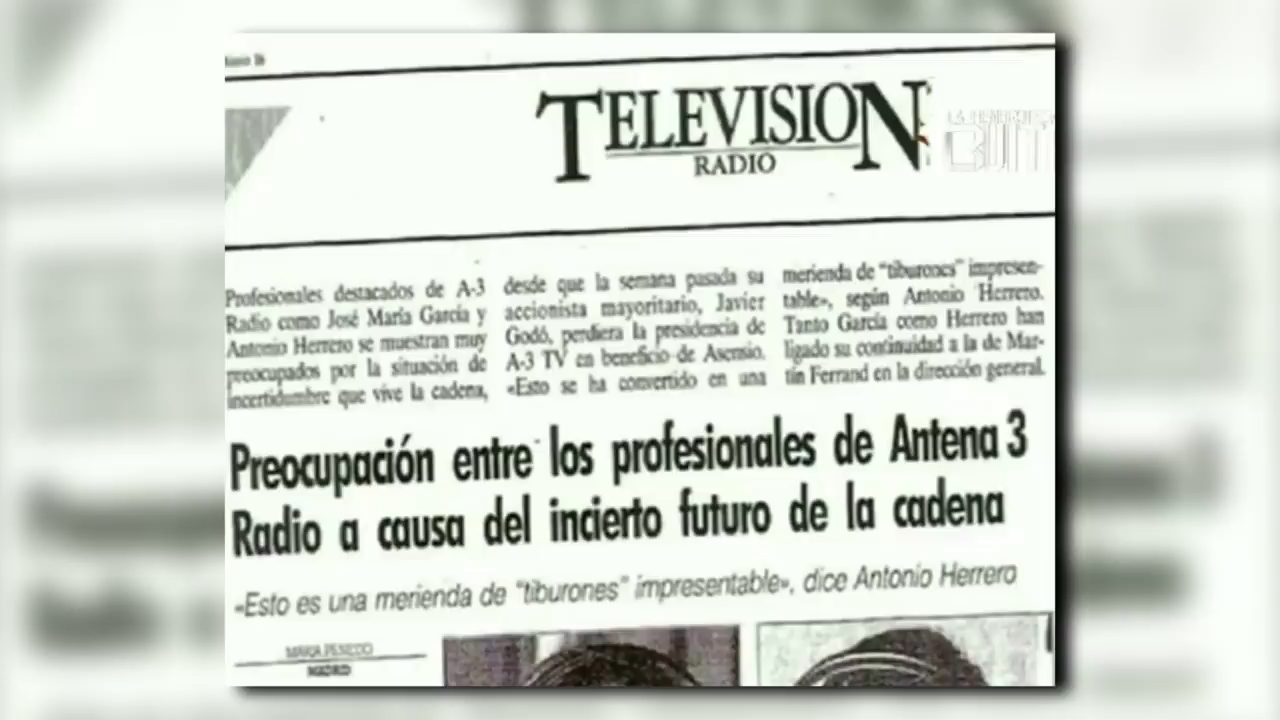 TELEVISION
RADIO
Profesionales destacados de A-3
Radio como José María García y
Antonio Herrero se muestran muy
preocupados por la situación de
incertidumbre que vive la cadena,
desde que la semana pasada su
accionista mayoritario, Javier
Godó, perdiera la presidencia de
A-3 TV en beneficio de Asensio.
«Esto se ha convertido en una
merienda de "tiburones" impresen-
table», según Antonio Herrero.
Tanto García como Herrero han
ligado su continuidad a la de Mar-
tín Ferrand en la dirección general.
Preocupación entre los profesionales de Antena 3
Radio a causa del incierto futuro de la cadena
«Esto es una merienda de "tiburones" impresentable», dice Antonio Herrero
MARIA
MADRID